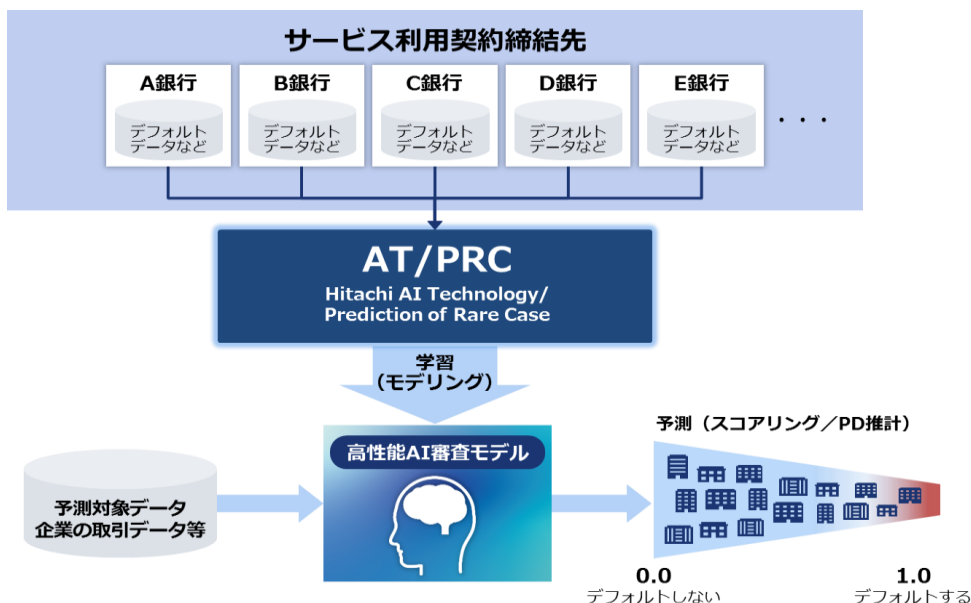 サービス利用契約締結先
A銀行
デフォルト
データなど
B銀行
デフォルト
データなど
C銀行
デフォルト
データなど
D銀行
デフォルト
データなど
E銀行
デフォルト
データなど
・・・
AT/PRC
Hitachi AI Technology/
Prediction of Rare Case
学習
(モデリング)
予測対象データ
企業の取引データ等
高性能AI審査モデル
予測（スコアリング／PD推計）
0.0
デフォルトしない
1.0
デフォルトする